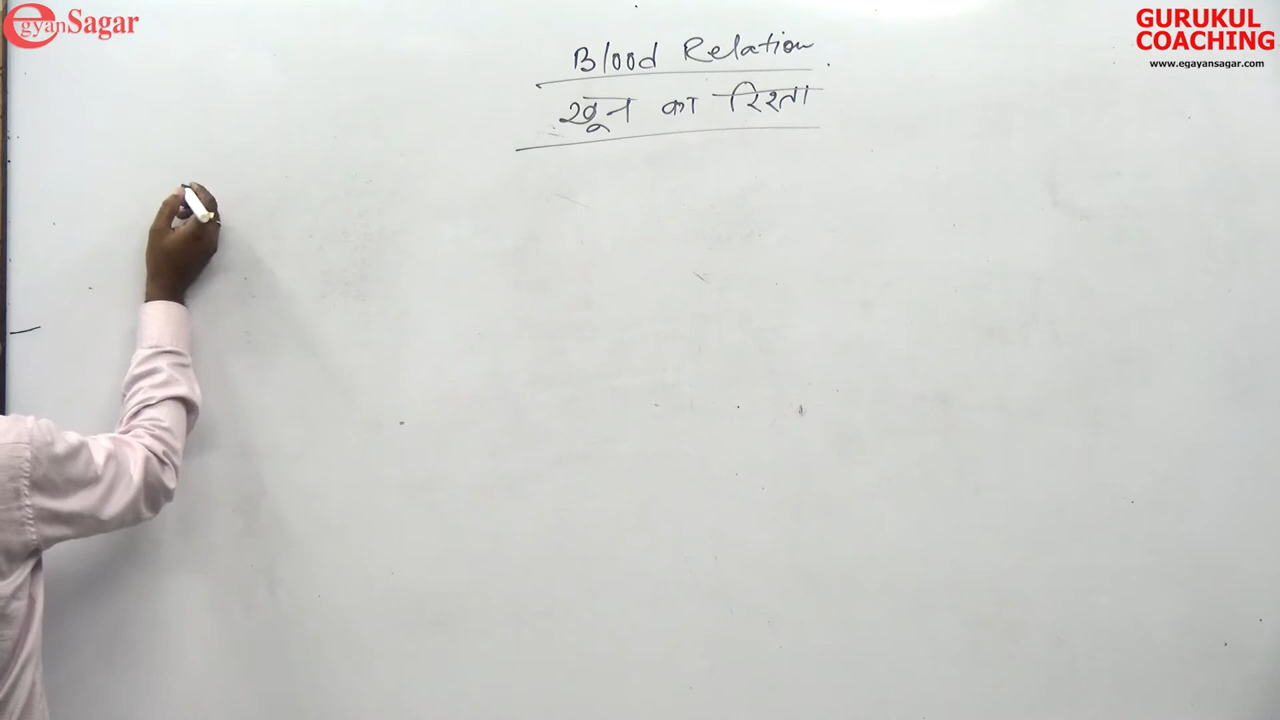 egyanSagar
GURUKUL
COACHING
www.egayansagar.com
Blood Relation
खून का रिश्ता